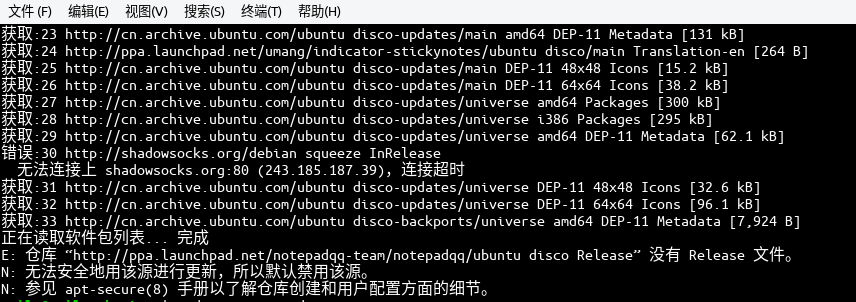 文件 (F) 编辑(E) 视图(V) 搜索(S) 终端(T) 帮助(H)
获取:23 http://cn.archive.ubuntu.com/ubuntu disco-updates/main amd64 DEP-11 Metadata [131 kB]
获取:24 http://ppa.launchpad.net/umang/indicator-stickynotes/ubuntu disco/main Translation-en [264 B]
获取:25 http://cn.archive.ubuntu.com/ubuntu disco-updates/main DEP-11 48x48 Icons [15.2 kB]
获取:26 http://cn.archive.ubuntu.com/ubuntu disco-updates/main DEP-11 64x64 Icons [38.2 kB]
获取:27 http://cn.archive.ubuntu.com/ubuntu disco-updates/universe amd64 Packages [300 kB]
获取:28 http://cn.archive.ubuntu.com/ubuntu disco-updates/universe i386 Packages [295 kB]
获取:29 http://cn.archive.ubuntu.com/ubuntu disco-updates/universe amd64 DEP-11 Metadata [62.1 kB]
错误:30 http://shadowsocks.org/debian squeeze InRelease
无法连接上 shadowsocks.org:80 (243.185.187.39)，连接超时
获取:31 http://cn.archive.ubuntu.com/ubuntu disco-updates/universe DEP-11 48x48 Icons [32.6 kB]
获取:32 http://cn.archive.ubuntu.com/ubuntu disco-updates/universe DEP-11 64x64 Icons [96.1 kB]
获取:33 http://cn.archive.ubuntu.com/ubuntu disco-backports/universe amd64 DEP-11 Metadata [7,924 B]
正在读取软件包列表... 完成
E: 仓库 “http://ppa.launchpad.net/notepadqq-team/notepadqq/ubuntu disco Release” 没有 Release 文件。
N: 无法安全地用该源进行更新，所以默认禁用该源。
N: 参见 apt-secure(8) 手册以了解仓库创建和用户配置方面的细节。